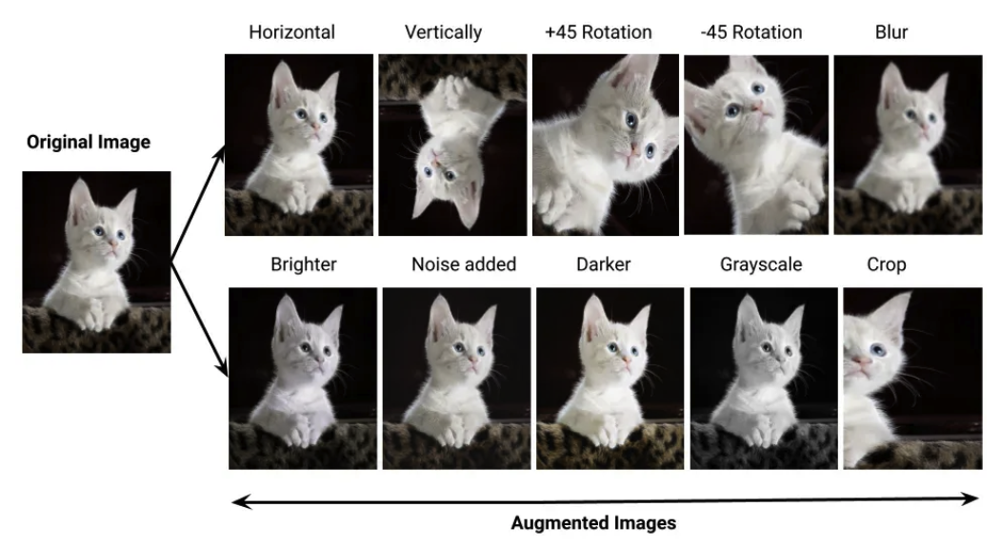 Horizontal
Vertically
+45 Rotation
-45 Rotation
Blur
Original Image
Brighter
Noise added
Darker
Grayscale
Crop
Augmented Images